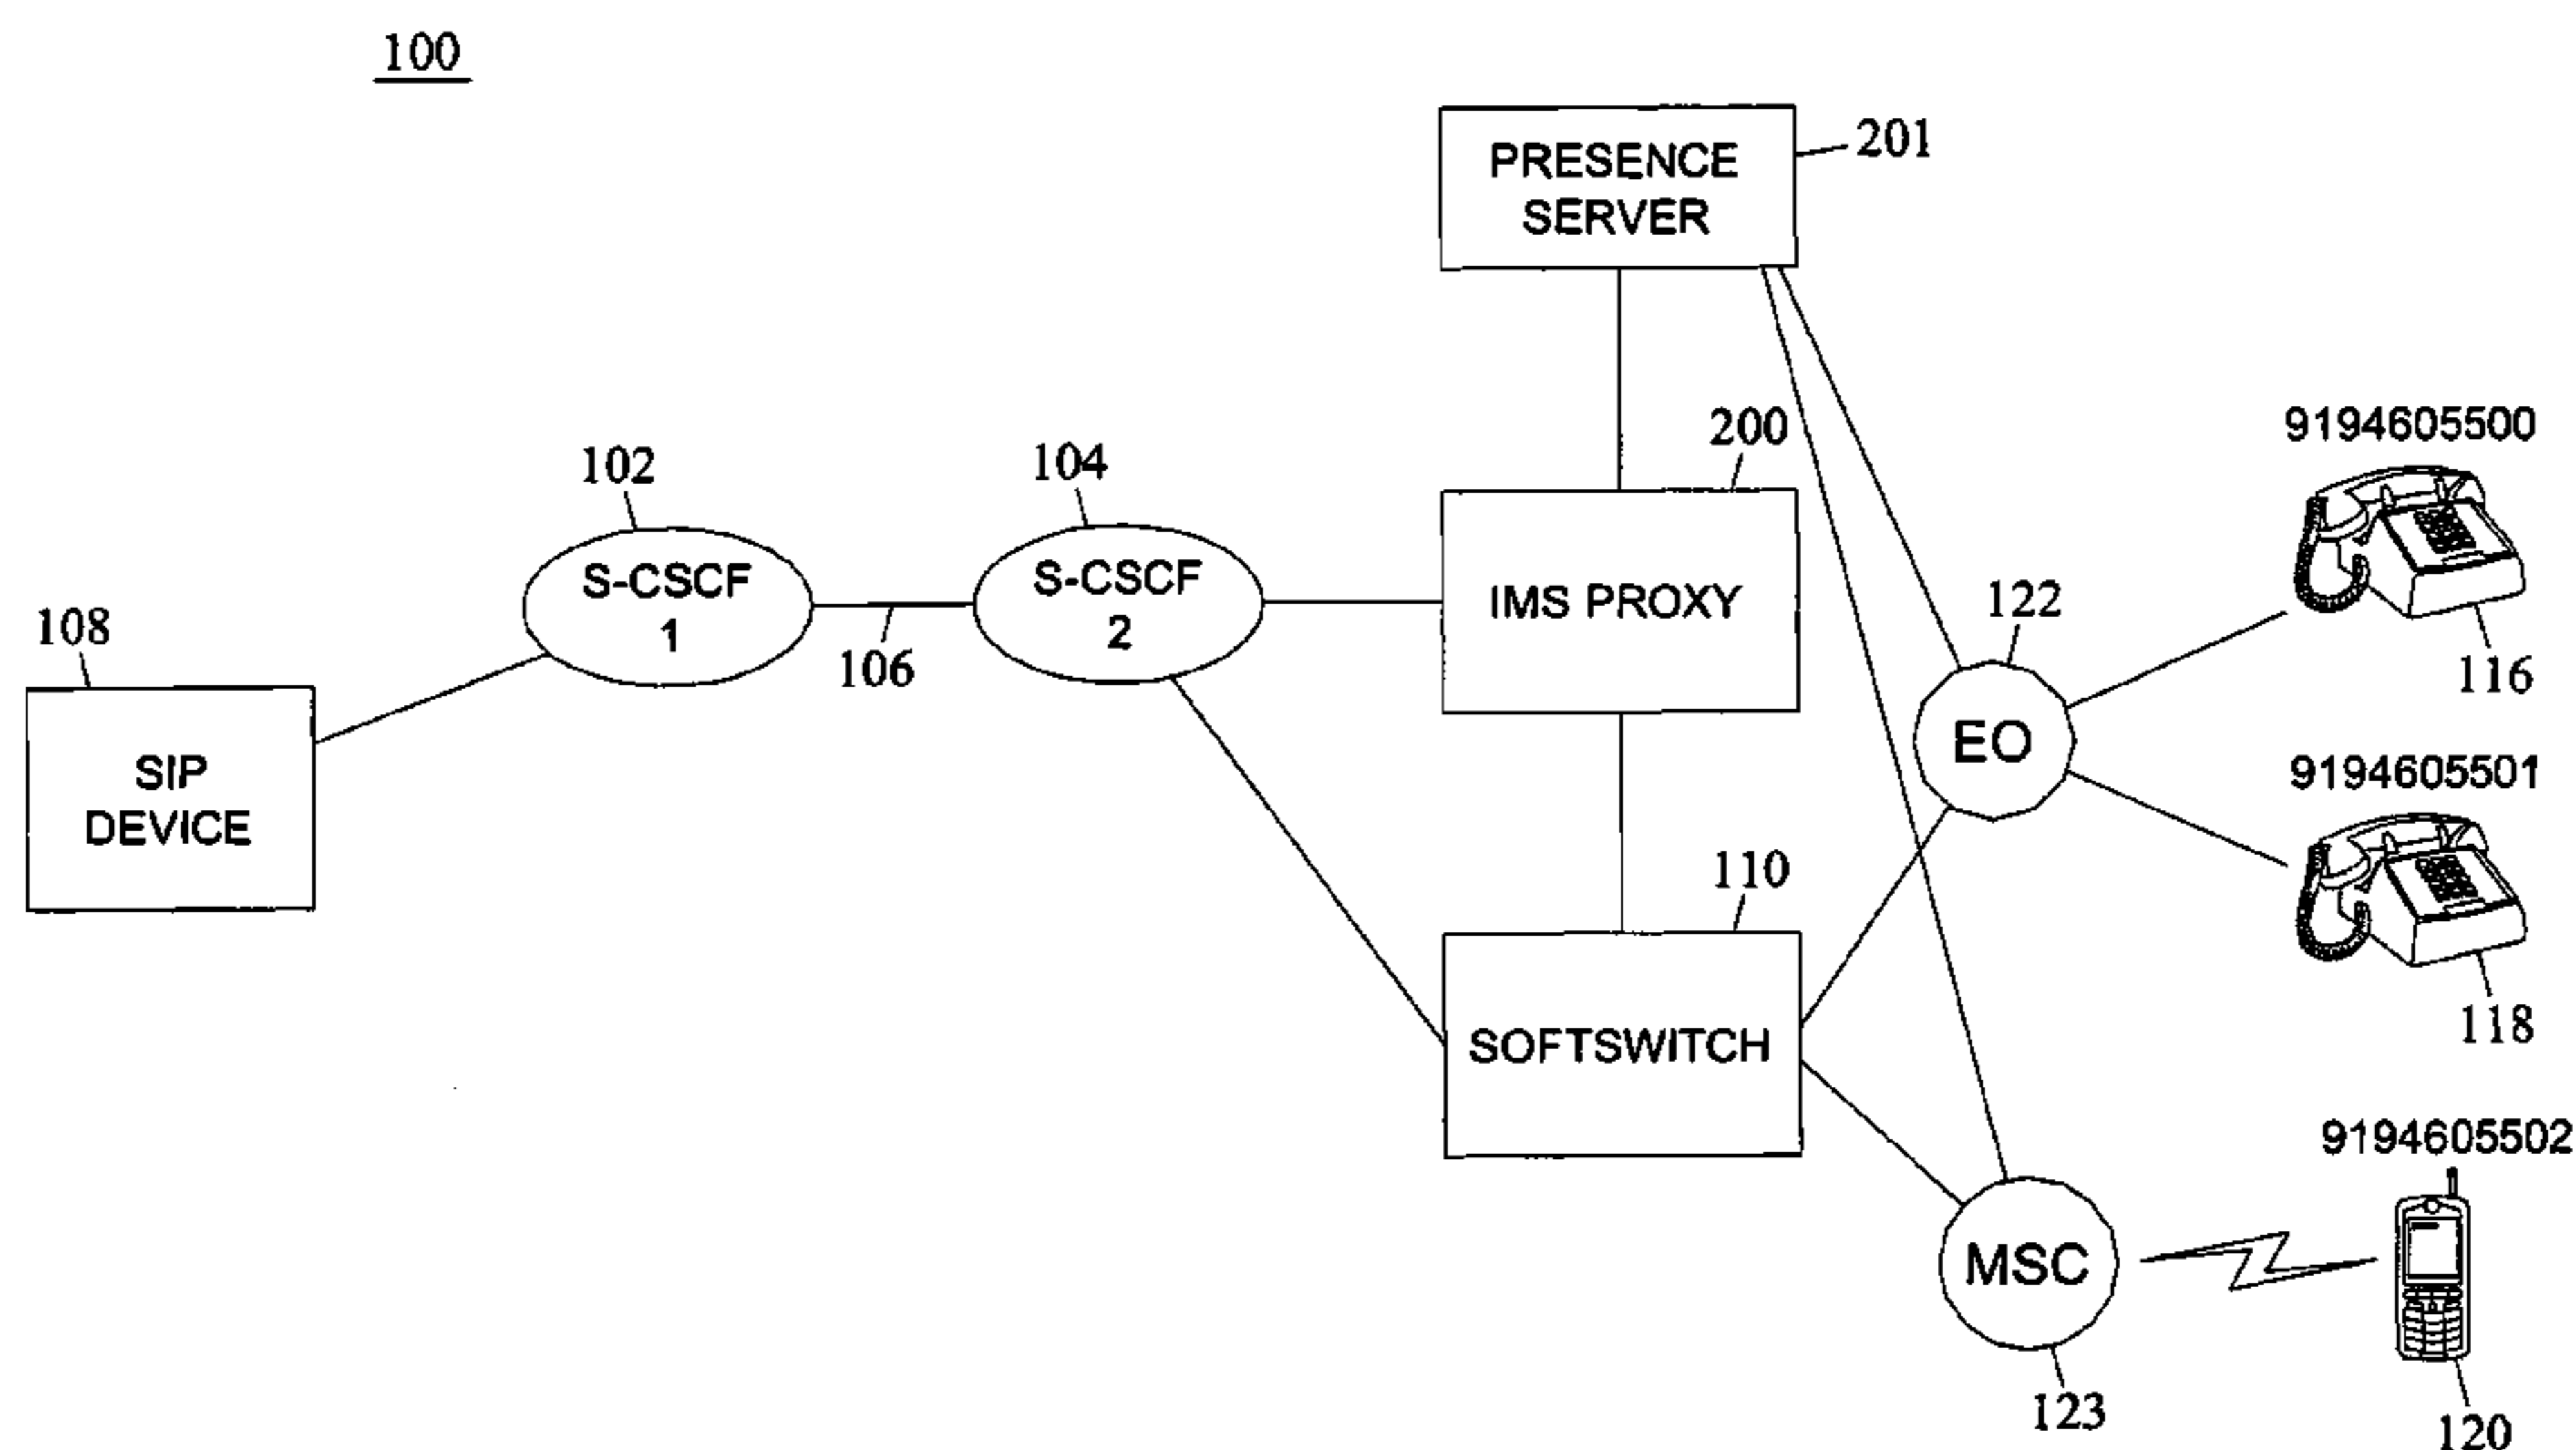 100
PRESENCE
SERVER
201
200
9194605500
102
104
S-CSCF
1
S-CSCF
2
IMS PROXY
122
108
106
116
EO
SIP
DEVICE
9194605501
110
SOFTSWITCH
118
9194605502
MSC
123
120